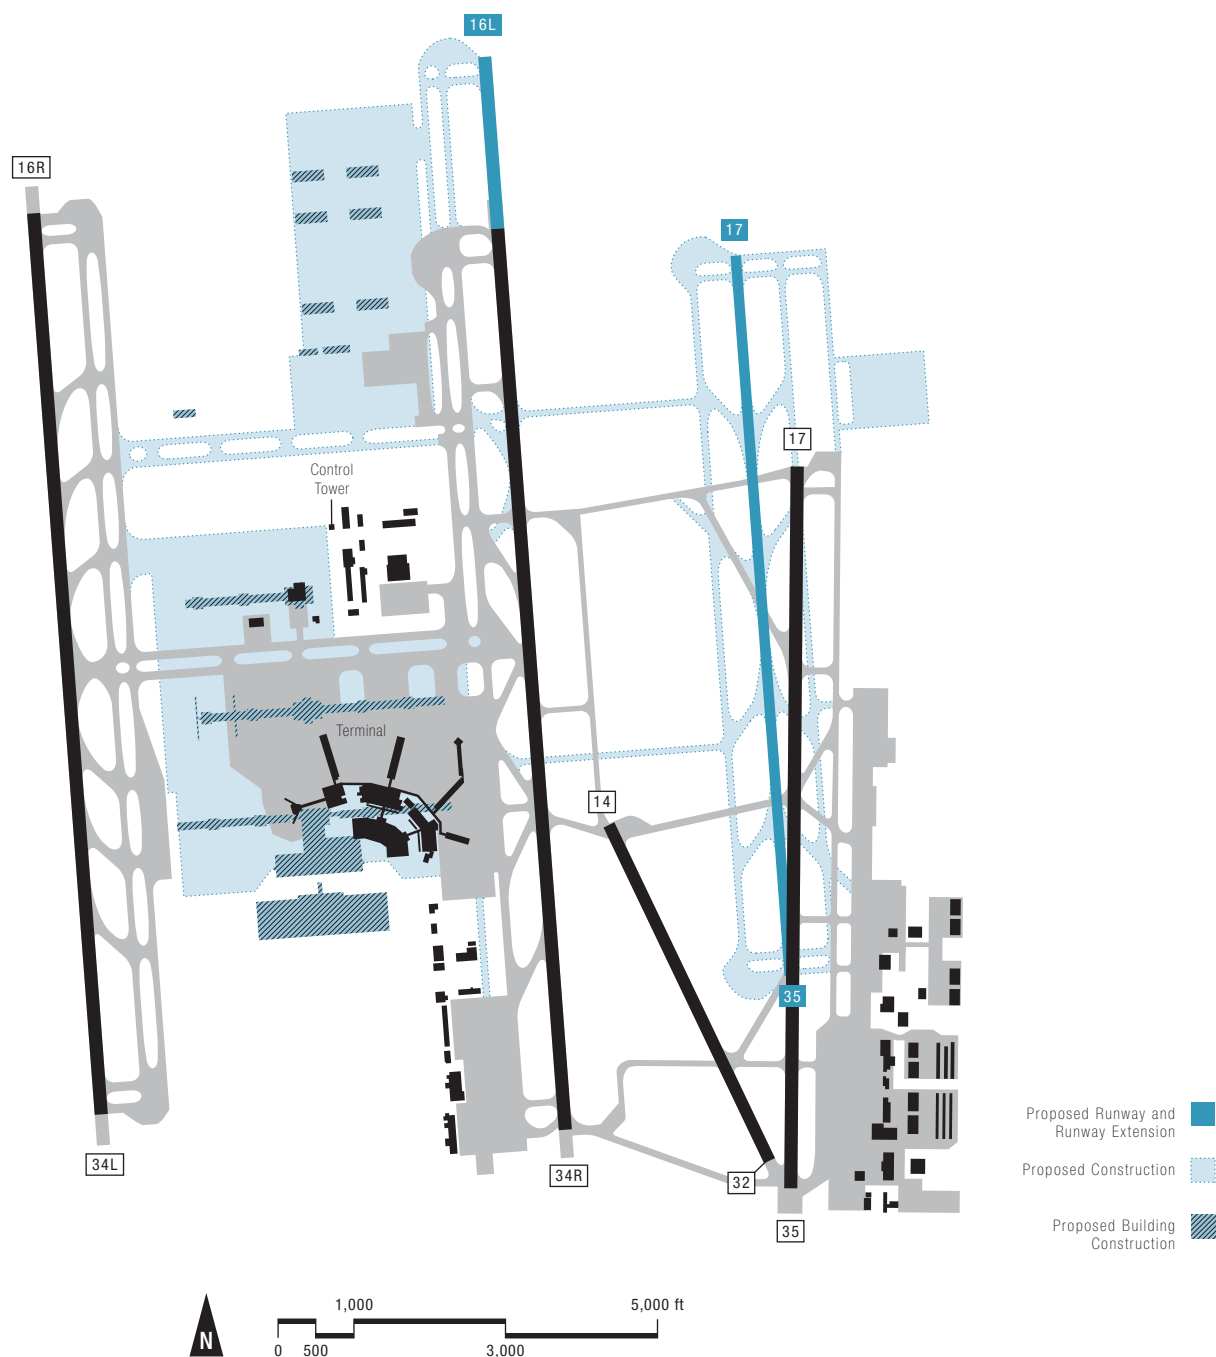 16L
16R
17
17
Control
Tower
Terminal
14
35
Proposed Runway and
Runway Extension
34L
34R
Proposed Construction
32
35
Proposed Building
Construction
1,000
5,000 ft
N
0
500
3,000